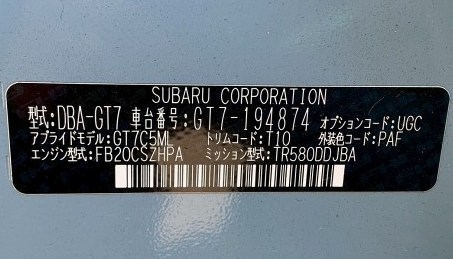 SUBARU CORPORATION
型式:DBA-GT7 車台番号:GT7-194874 オプションコード:UGC
アプライドモデル:GT7C5ML トリムコード:T10 外装色コード:PAF
エンジン型式:FB20CSZHPA ミッション型式:TR580DDJBA